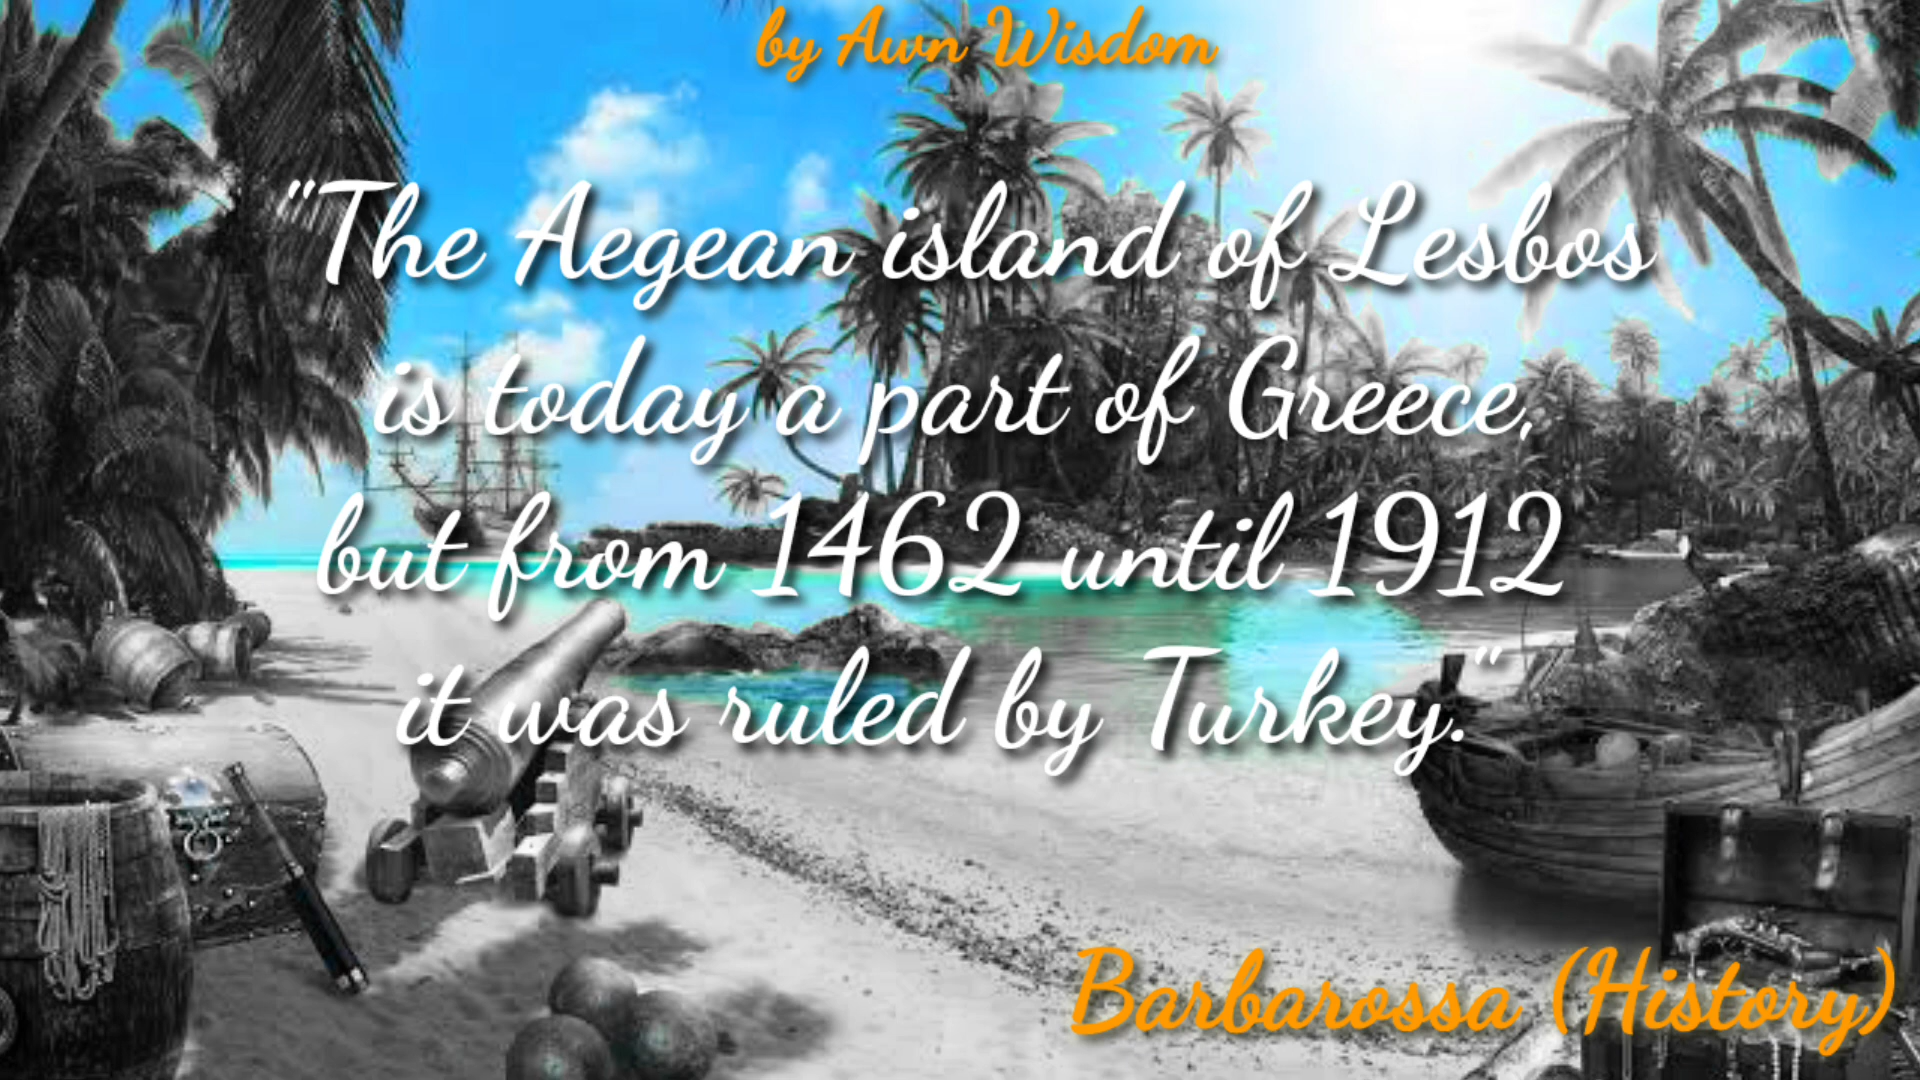 by Awn Wisdom
"The Aegean island of Lesbos
is today a part of Greece,
but from 1462 until 1912
it was ruled by Turkey."
Barbarossa (History)